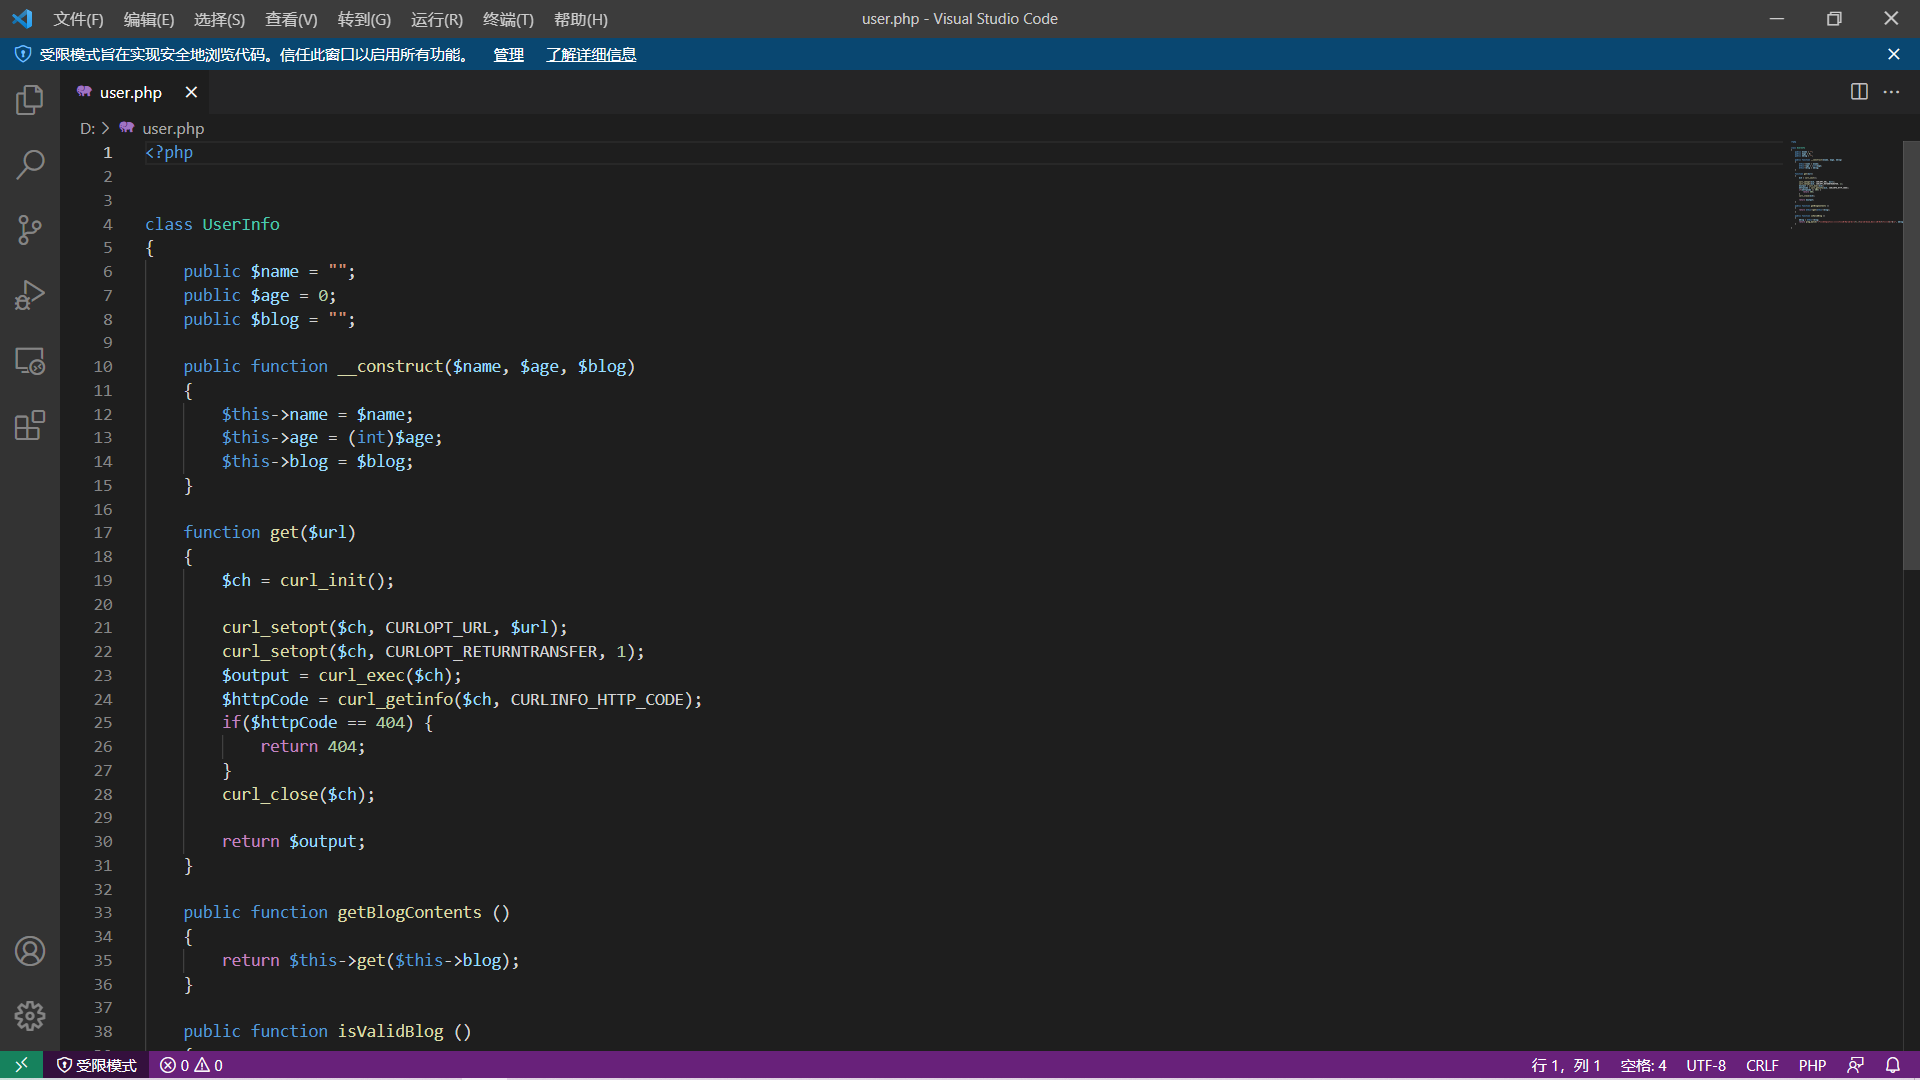 文件(F) 编辑(E) 选择(S) 查看(V) 转到(G) 运行(R) 终端(T) 帮助(H) user.php - Visual Studio Code
受限模式旨在实现安全地浏览代码。信任此窗口以启用所有功能。 管理 了解详细信息
user.php
D: > user.php
1 <?php
2
3
4 class UserInfo
5 {
6 public $name = "";
7 public $age = 0;
8 public $blog = "";
9
10 public function __construct($name, $age, $blog)
11 {
12 $this->name = $name;
13 $this->age = (int)$age;
14 $this->blog = $blog;
15 }
16
17 function get($url)
18 {
19 $ch = curl_init();
20
21 curl_setopt($ch, CURLOPT_URL, $url);
22 curl_setopt($ch, CURLOPT_RETURNTRANSFER, 1);
23 $output = curl_exec($ch);
24 $httpCode = curl_getinfo($ch, CURLINFO_HTTP_CODE);
25 if($httpCode == 404) {
26 return 404;
27 }
28 curl_close($ch);
29
30 return $output;
31 }
32
33 public function getBlogContents ()
34 {
35 return $this->get($this->blog);
36 }
37
38 public function isValidBlog ()
受限模式 0 0 行 1，列 1 空格: 4 UTF-8 CRLF PHP